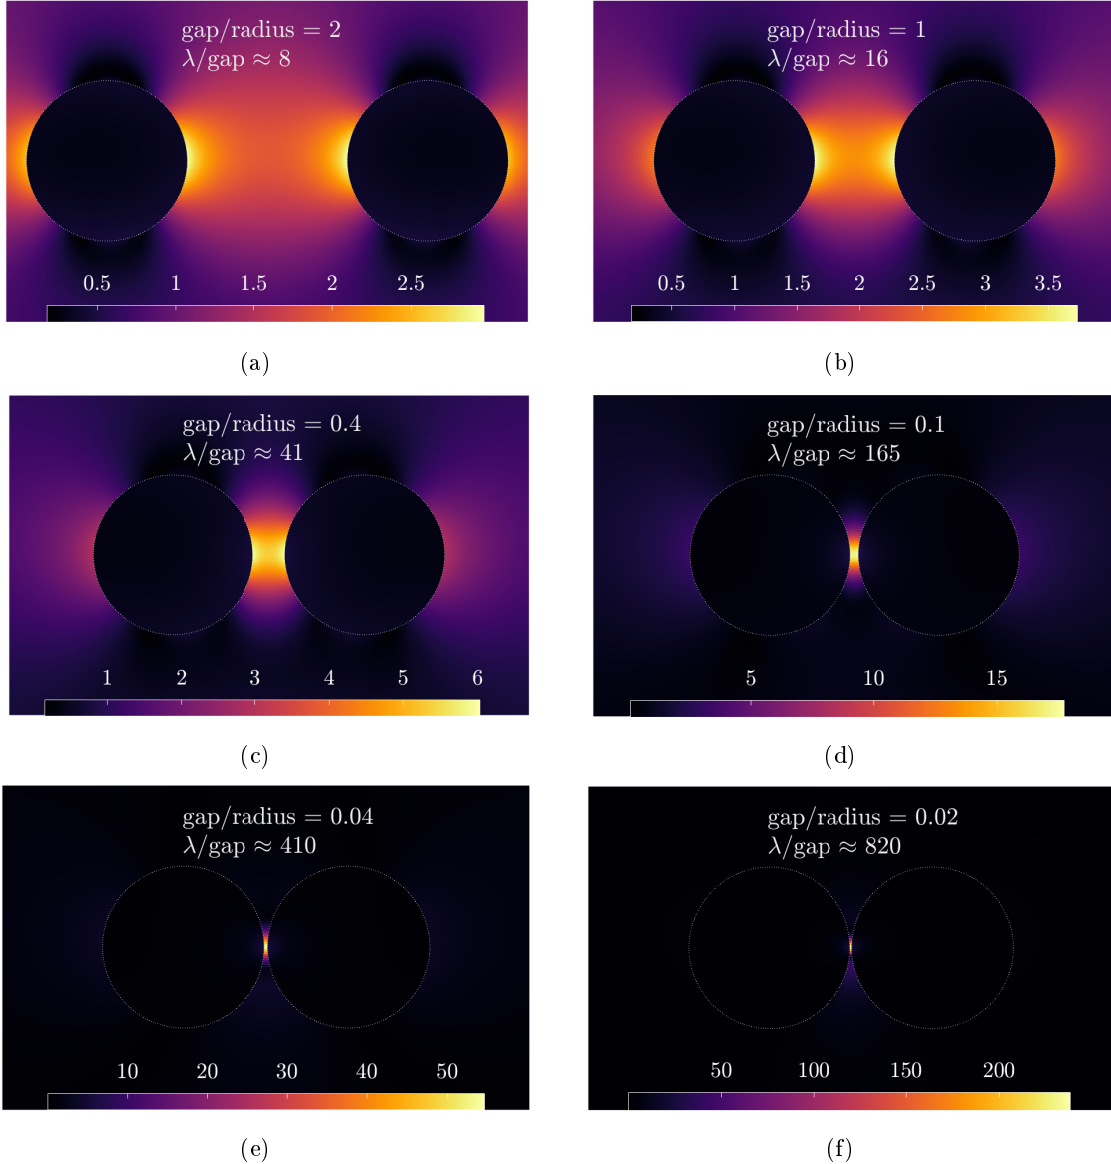 gap/radius = 2
λ/gap ≈ 8
0.5 1 1.5 2 2.5
(a)
gap/radius = 1
λ/gap ≈ 16
0.5 1 1.5 2 2.5 3 3.5
(b)
gap/radius = 0.4
λ/gap ≈ 41
1 2 3 4 5 6
(c)
gap/radius = 0.1
λ/gap ≈ 165
5 10 15
(d)
gap/radius = 0.04
λ/gap ≈ 410
10 20 30 40 50
(e)
gap/radius = 0.02
λ/gap ≈ 820
50 100 150 200
(f)